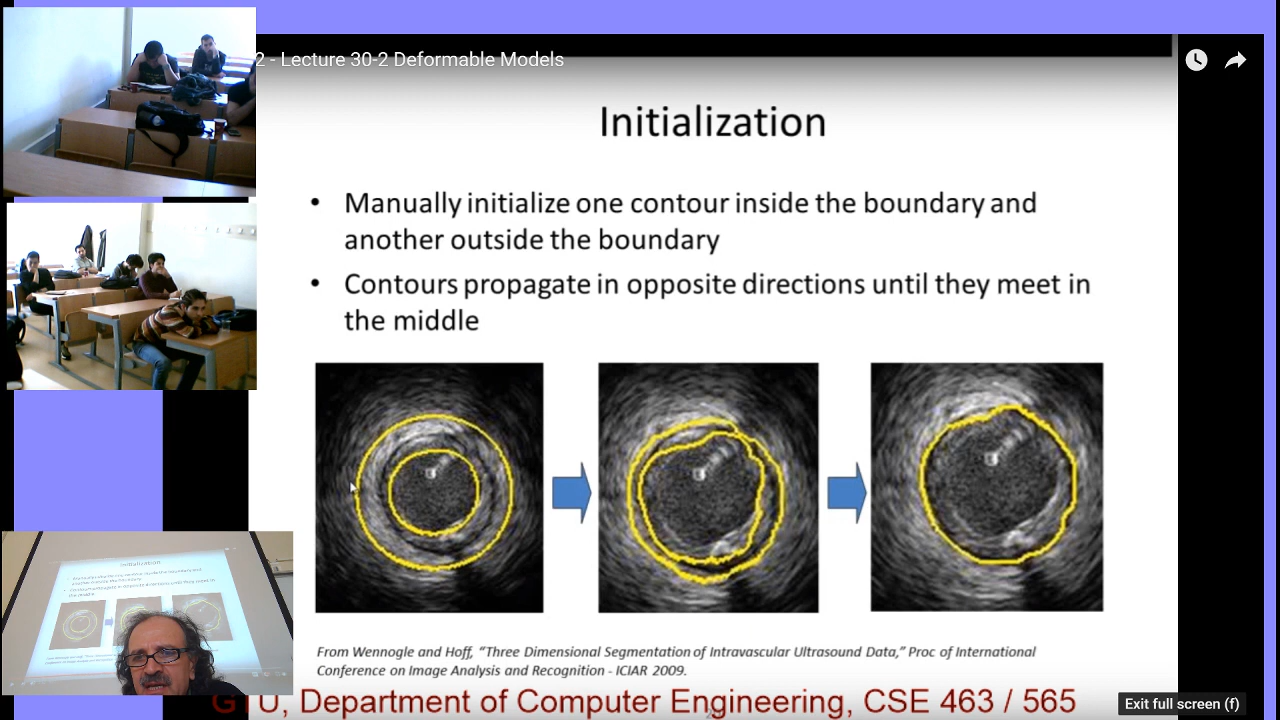 2 - Lecture 30-2 Deformable Models
Initialization
• Manually initialize one contour inside the boundary and
another outside the boundary
• Contours propagate in opposite directions until they meet in
the middle
Initialization
From Wennogle and Hoff, “Three Dimensional Segmentation of Intravascular Ultrasound Data,” Proc of International
Conference on Image Analysis and Recognition - ICIAR 2009.
GTU, Department of Computer Engineering, CSE 463 / 565
Exit full screen (f)